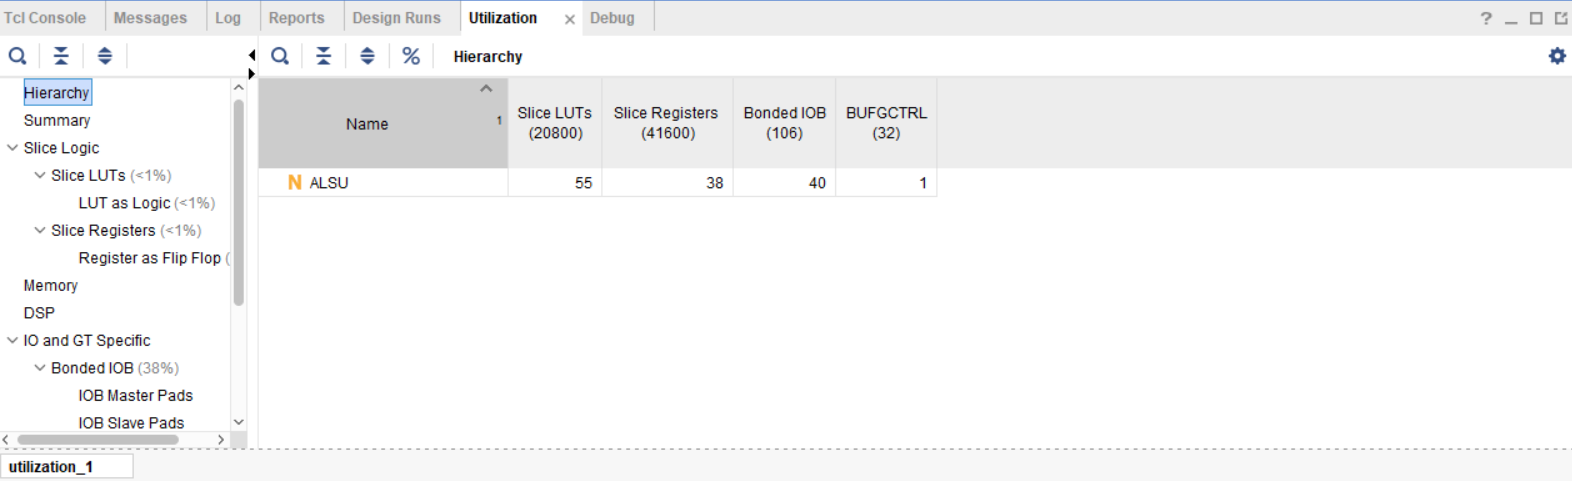 Tcl Console Messages Log Reports Design Runs Utilization × Debug ?
% Hierarchy
Hierarchy
Summary
Slice Logic
Slice LUTs (<1%)
LUT as Logic (<1%)
Slice Registers (<1%)
Register as Flip Flop (
Memory
DSP
IO and GT Specific
Bonded IOB (38%)
IOB Master Pads
IOB Slave Pads
Name 1 Slice LUTs (20800) Slice Registers (41600) Bonded IOB (106) BUFGCTRL (32)
N ALSU 55 38 40 1
utilization_1